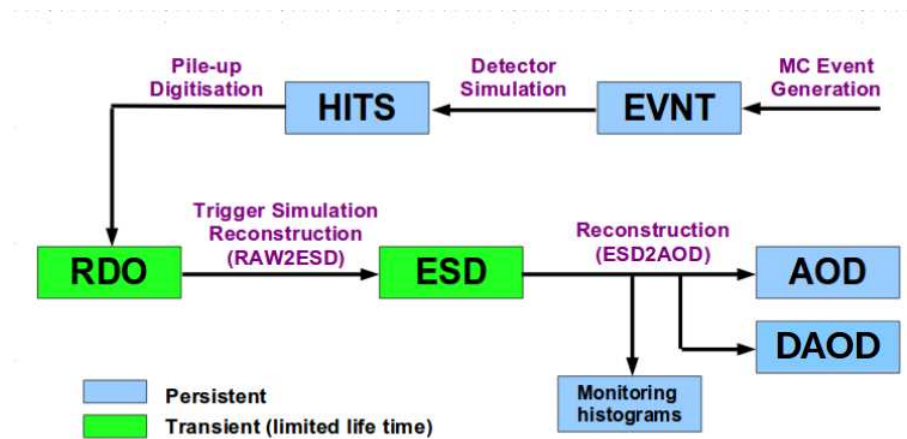 Pile-up
Digitisation
HITS
Detector
Simulation
EVNT
MC Event
Generation
RDO
Trigger Simulation
Reconstruction
(RAW2ESD)
ESD
Reconstruction
(ESD2AOD)
AOD
DAOD
Monitoring
histograms
Persistent
Transient (limited life time)